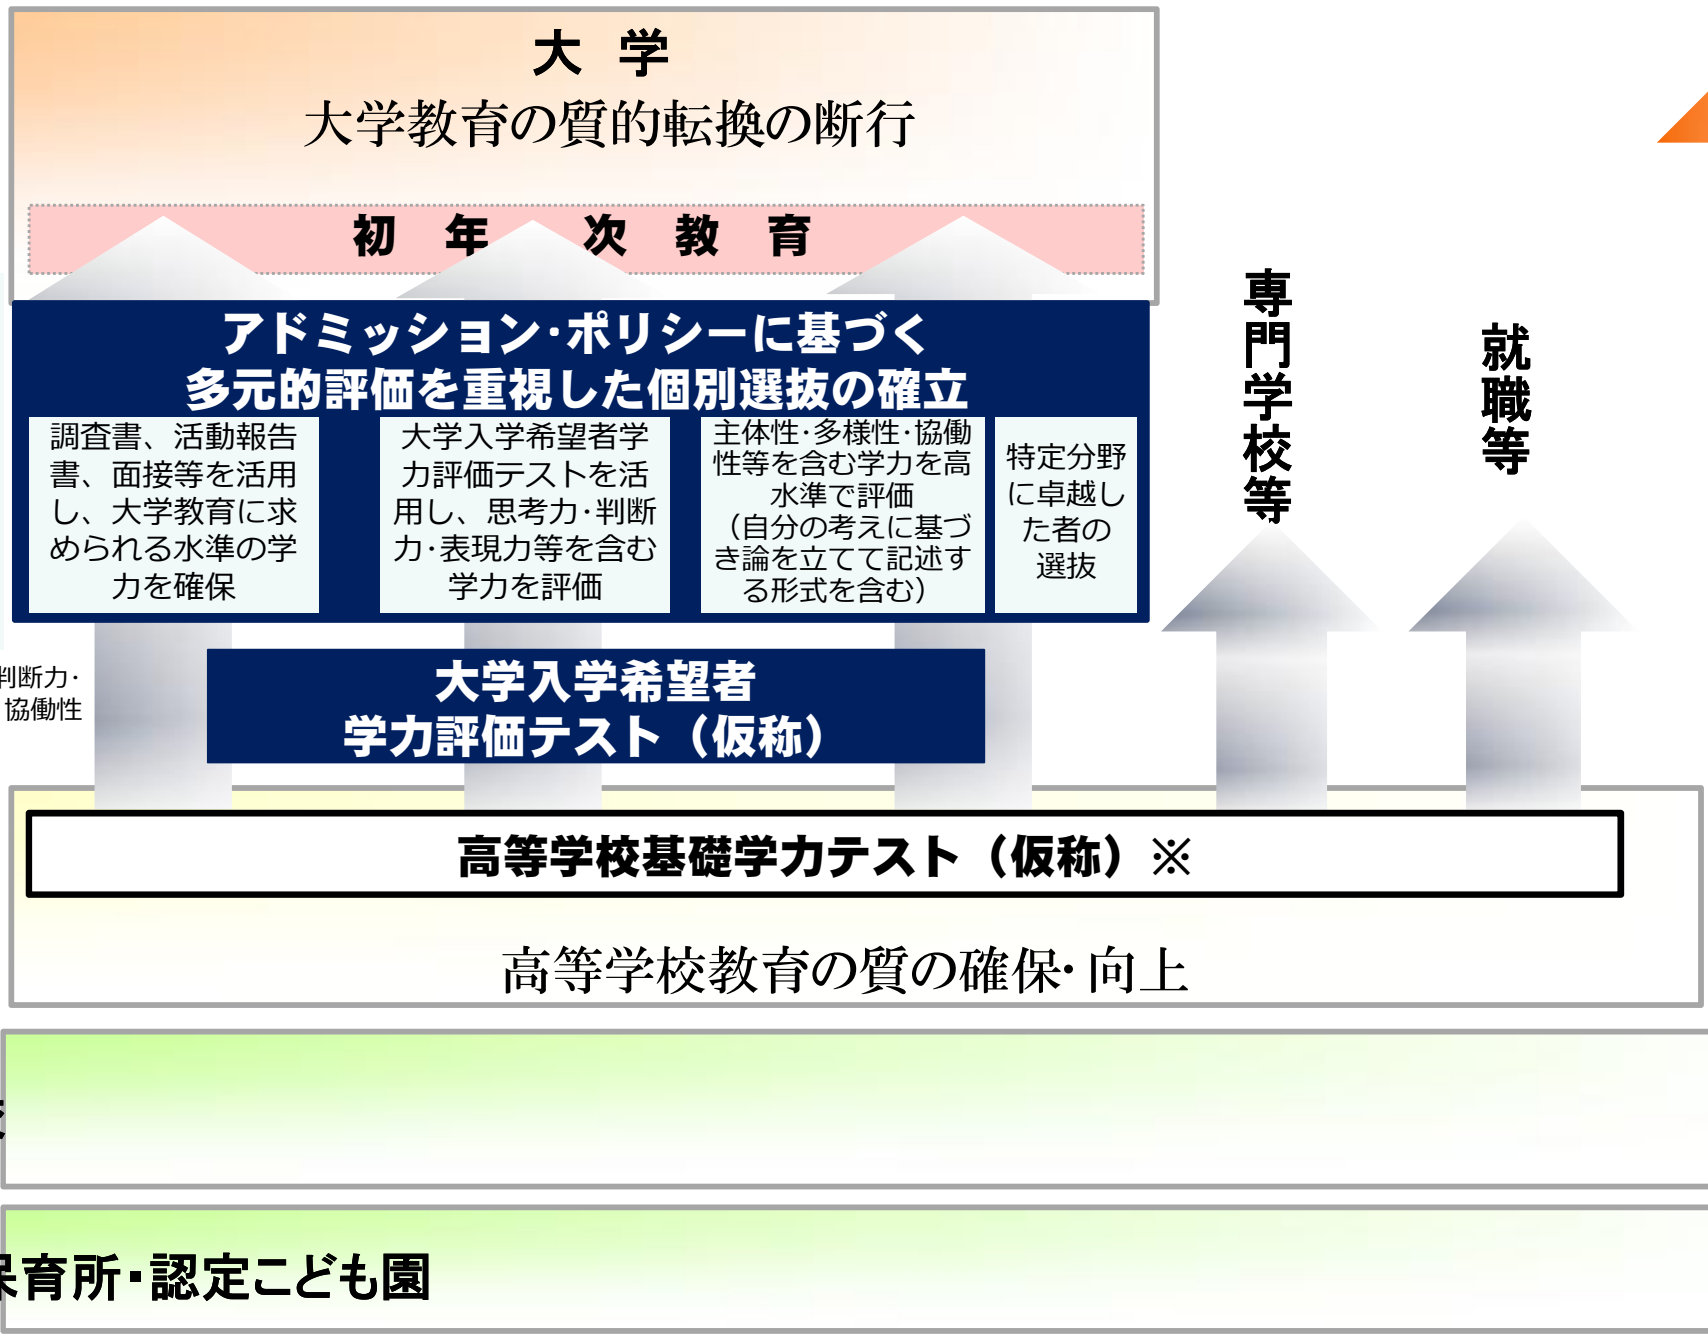 大 学
大学教育の質的転換の断行
初 年 次 教 育
アドミッション･ポリシーに基づく
多元的評価を重視した個別選抜の確立
調査書、活動報告
書、面接等を活用
し、大学教育に求
められる水準の学
力を確保
大学入学希望者学
力評価テストを活
用し、思考力･判断
力･表現力等を含む
学力を評価
主体性･多様性･協働
性等を含む学力を高
水準で評価
（自分の考えに基づ
き論を立てて記述す
る形式を含む）
特定分野
に卓越し
た者の
選抜
専門学校等
就職等
判断力･
協働性
大学入学希望者
学力評価テスト（仮称）
高等学校基礎学力テスト（仮称）※
高等学校教育の質の確保･向上
育所･認定こども園